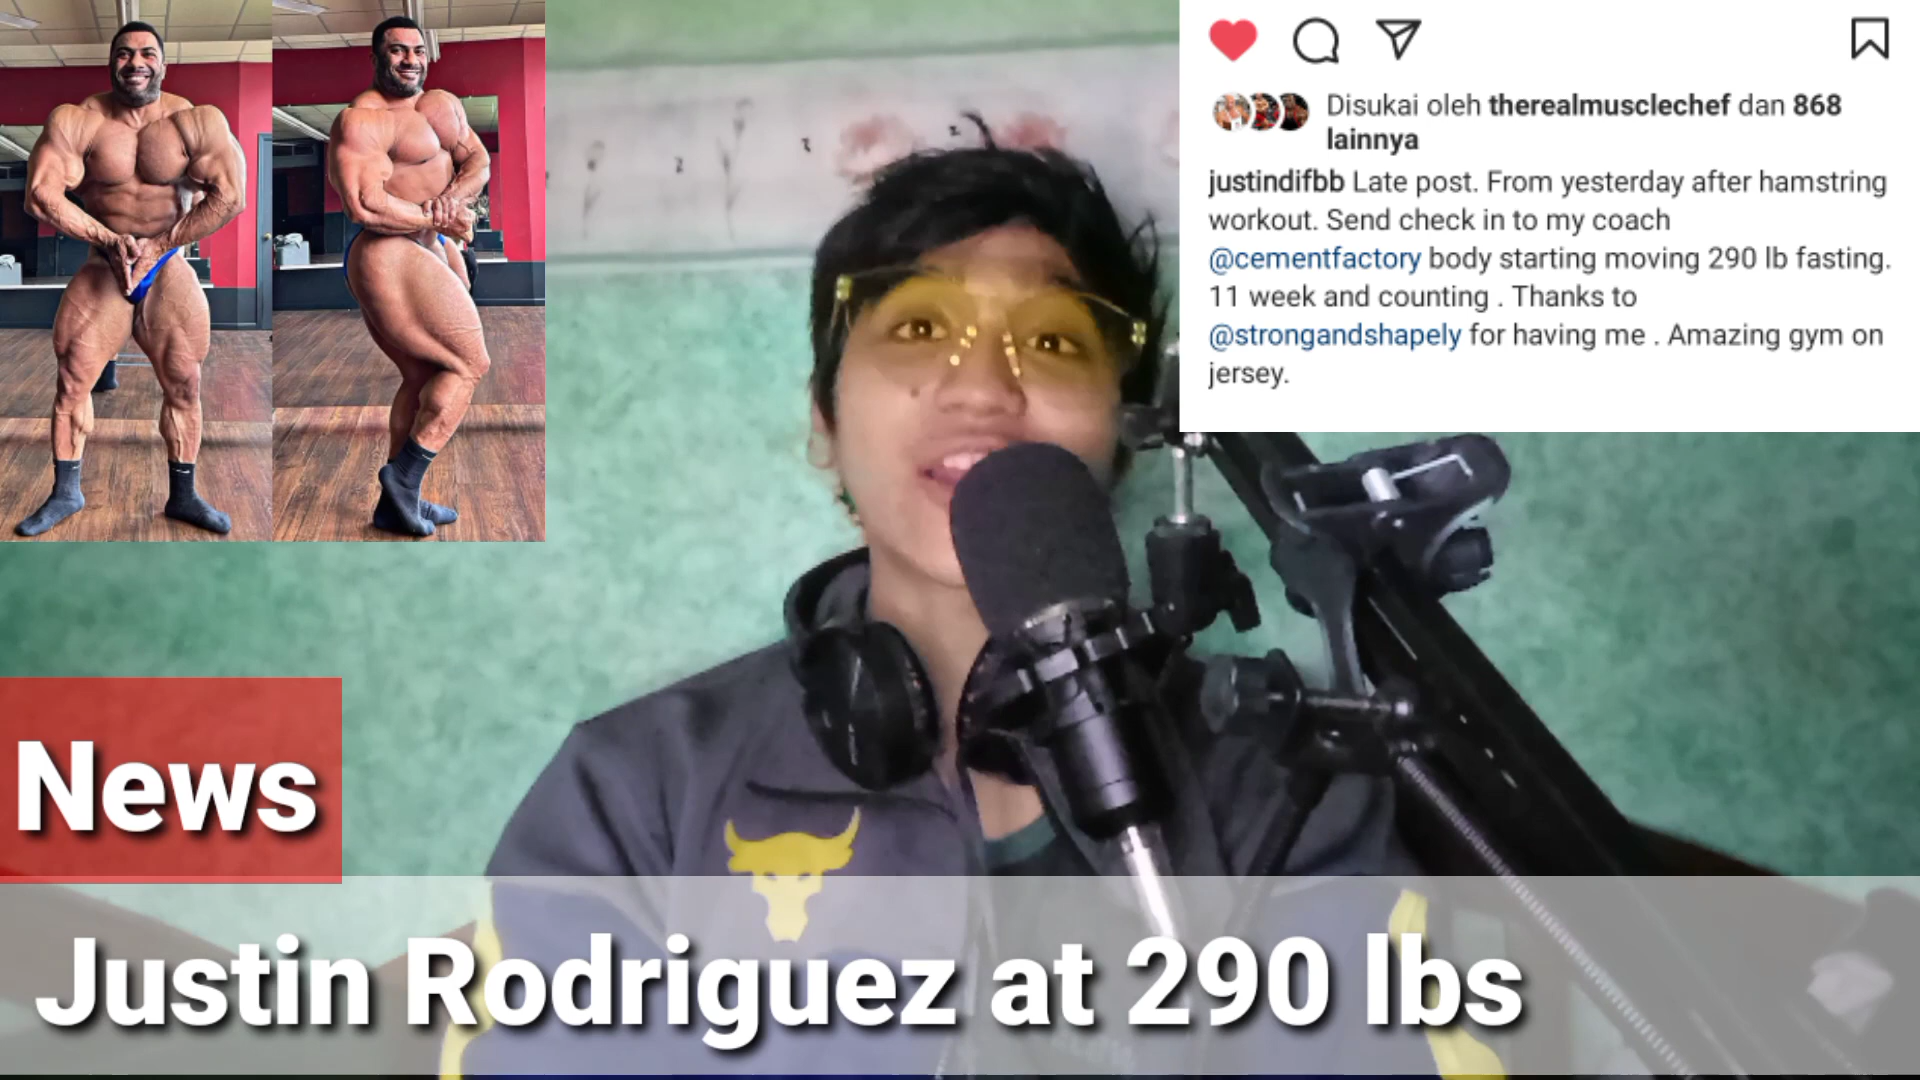 Disukai oleh therealmusclechef dan 868
lainnya
justindifbb Late post. From yesterday after hamstring
workout. Send check in to my coach
@cementfactory body starting moving 290 lb fasting.
11 week and counting . Thanks to
@strongandshapely for having me . Amazing gym on
jersey.
News
Justin Rodriguez at 290 lbs